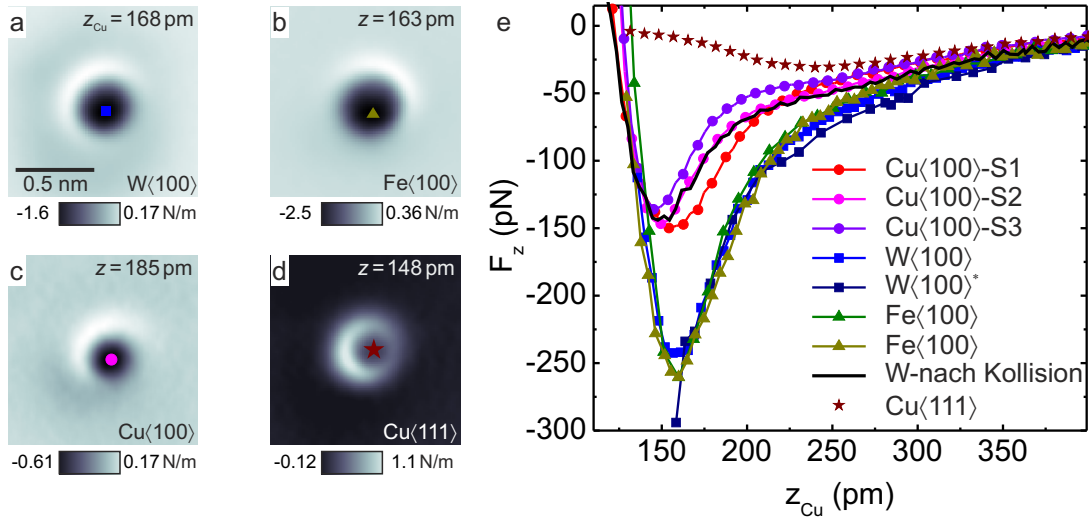 a
z_Cu = 168 pm
W⟨100⟩
0.5 nm
-1.6
0.17 N/m
b
z = 163 pm
Fe⟨100⟩
-2.5
0.36 N/m
c
z = 185 pm
Cu⟨100⟩
-0.61
0.17 N/m
d
z = 148 pm
Cu⟨111⟩
-0.12
1.1 N/m
e
F_z (pN)
0
-50
-100
-150
-200
-250
-300
150
200
250
300
350
z_Cu (pm)
Cu⟨100⟩-S1
Cu⟨100⟩-S2
Cu⟨100⟩-S3
W⟨100⟩
W⟨100⟩*
Fe⟨100⟩
Fe⟨100⟩
W-nach Kollision
Cu⟨111⟩